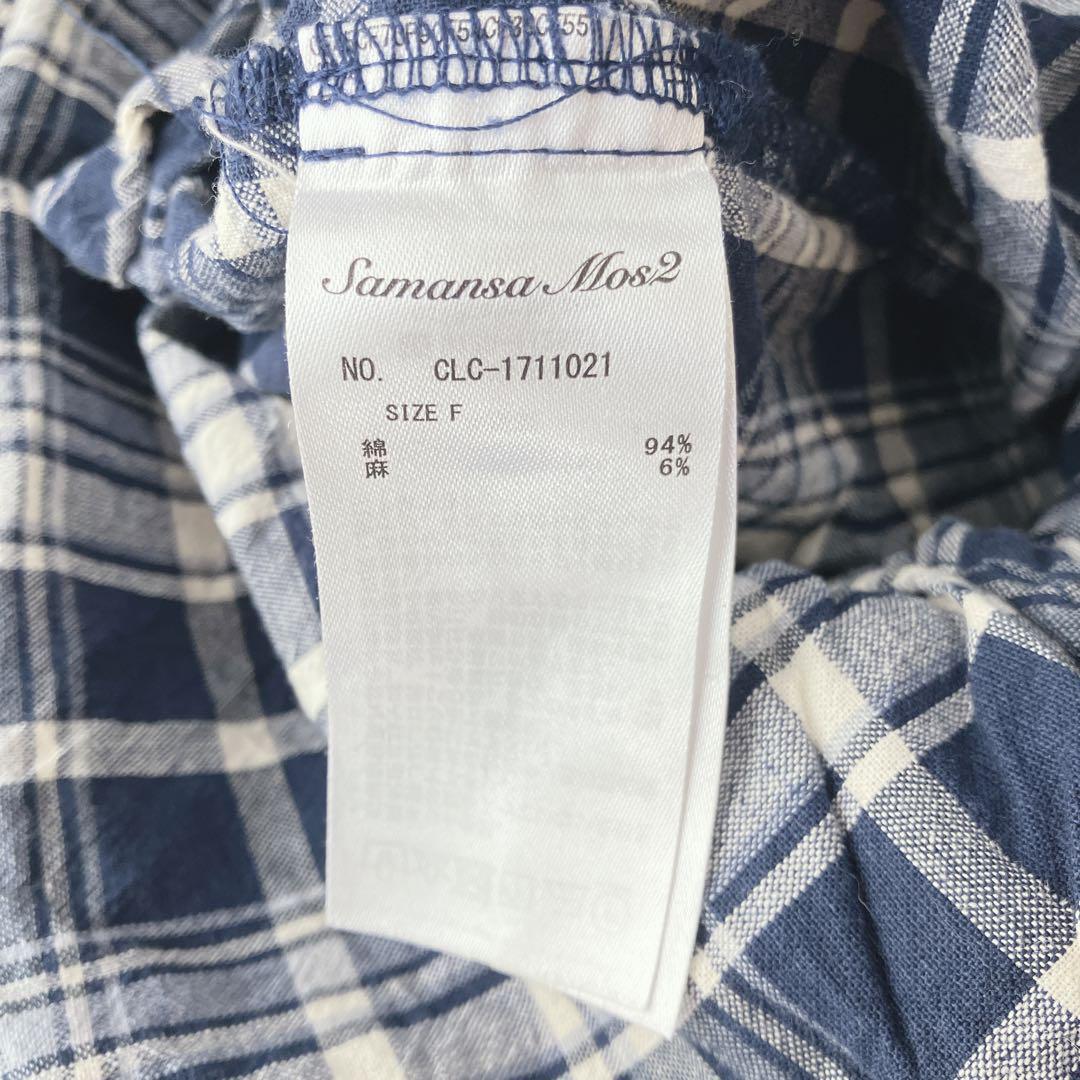 Samansa Mos2
NO. CLC-1711021
SIZE F
綿 94%
麻 6%